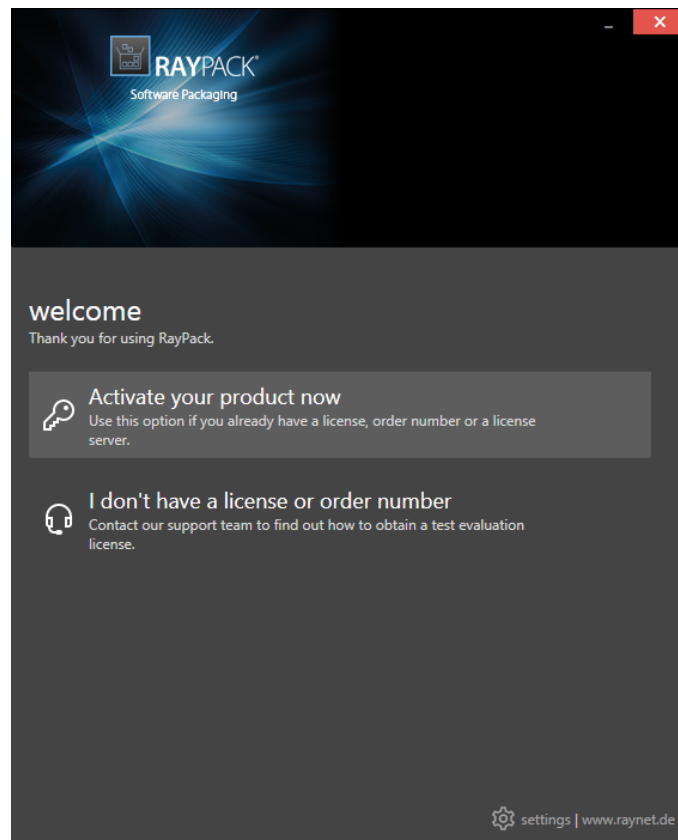 RAYPACK®
Software Packaging
welcome
Thank you for using RayPack.
Activate your product now
Use this option if you already have a license, order number or a license
server.
I don't have a license or order number
Contact our support team to find out how to obtain a test evaluation
license.
settings | www.raynet.de